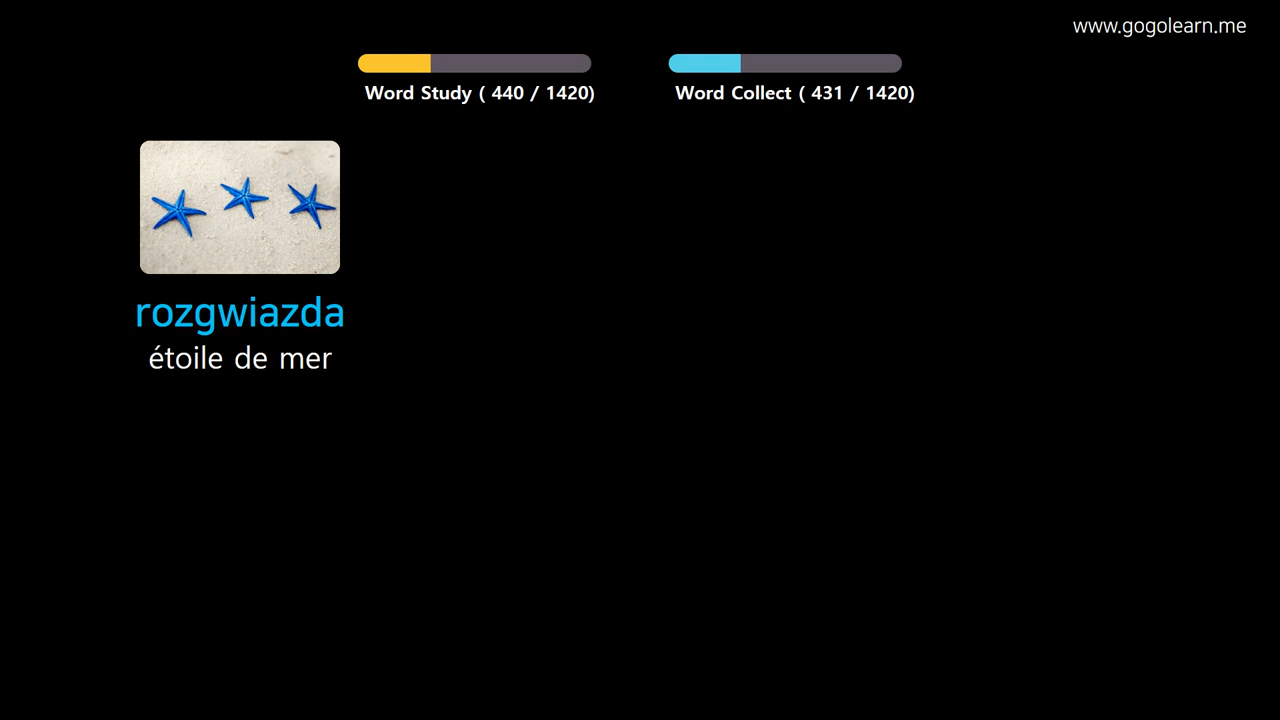 www.gogolearn.me
Word Study ( 440 / 1420)
Word Collect ( 431 / 1420)
rozgwiazda
étoile de mer